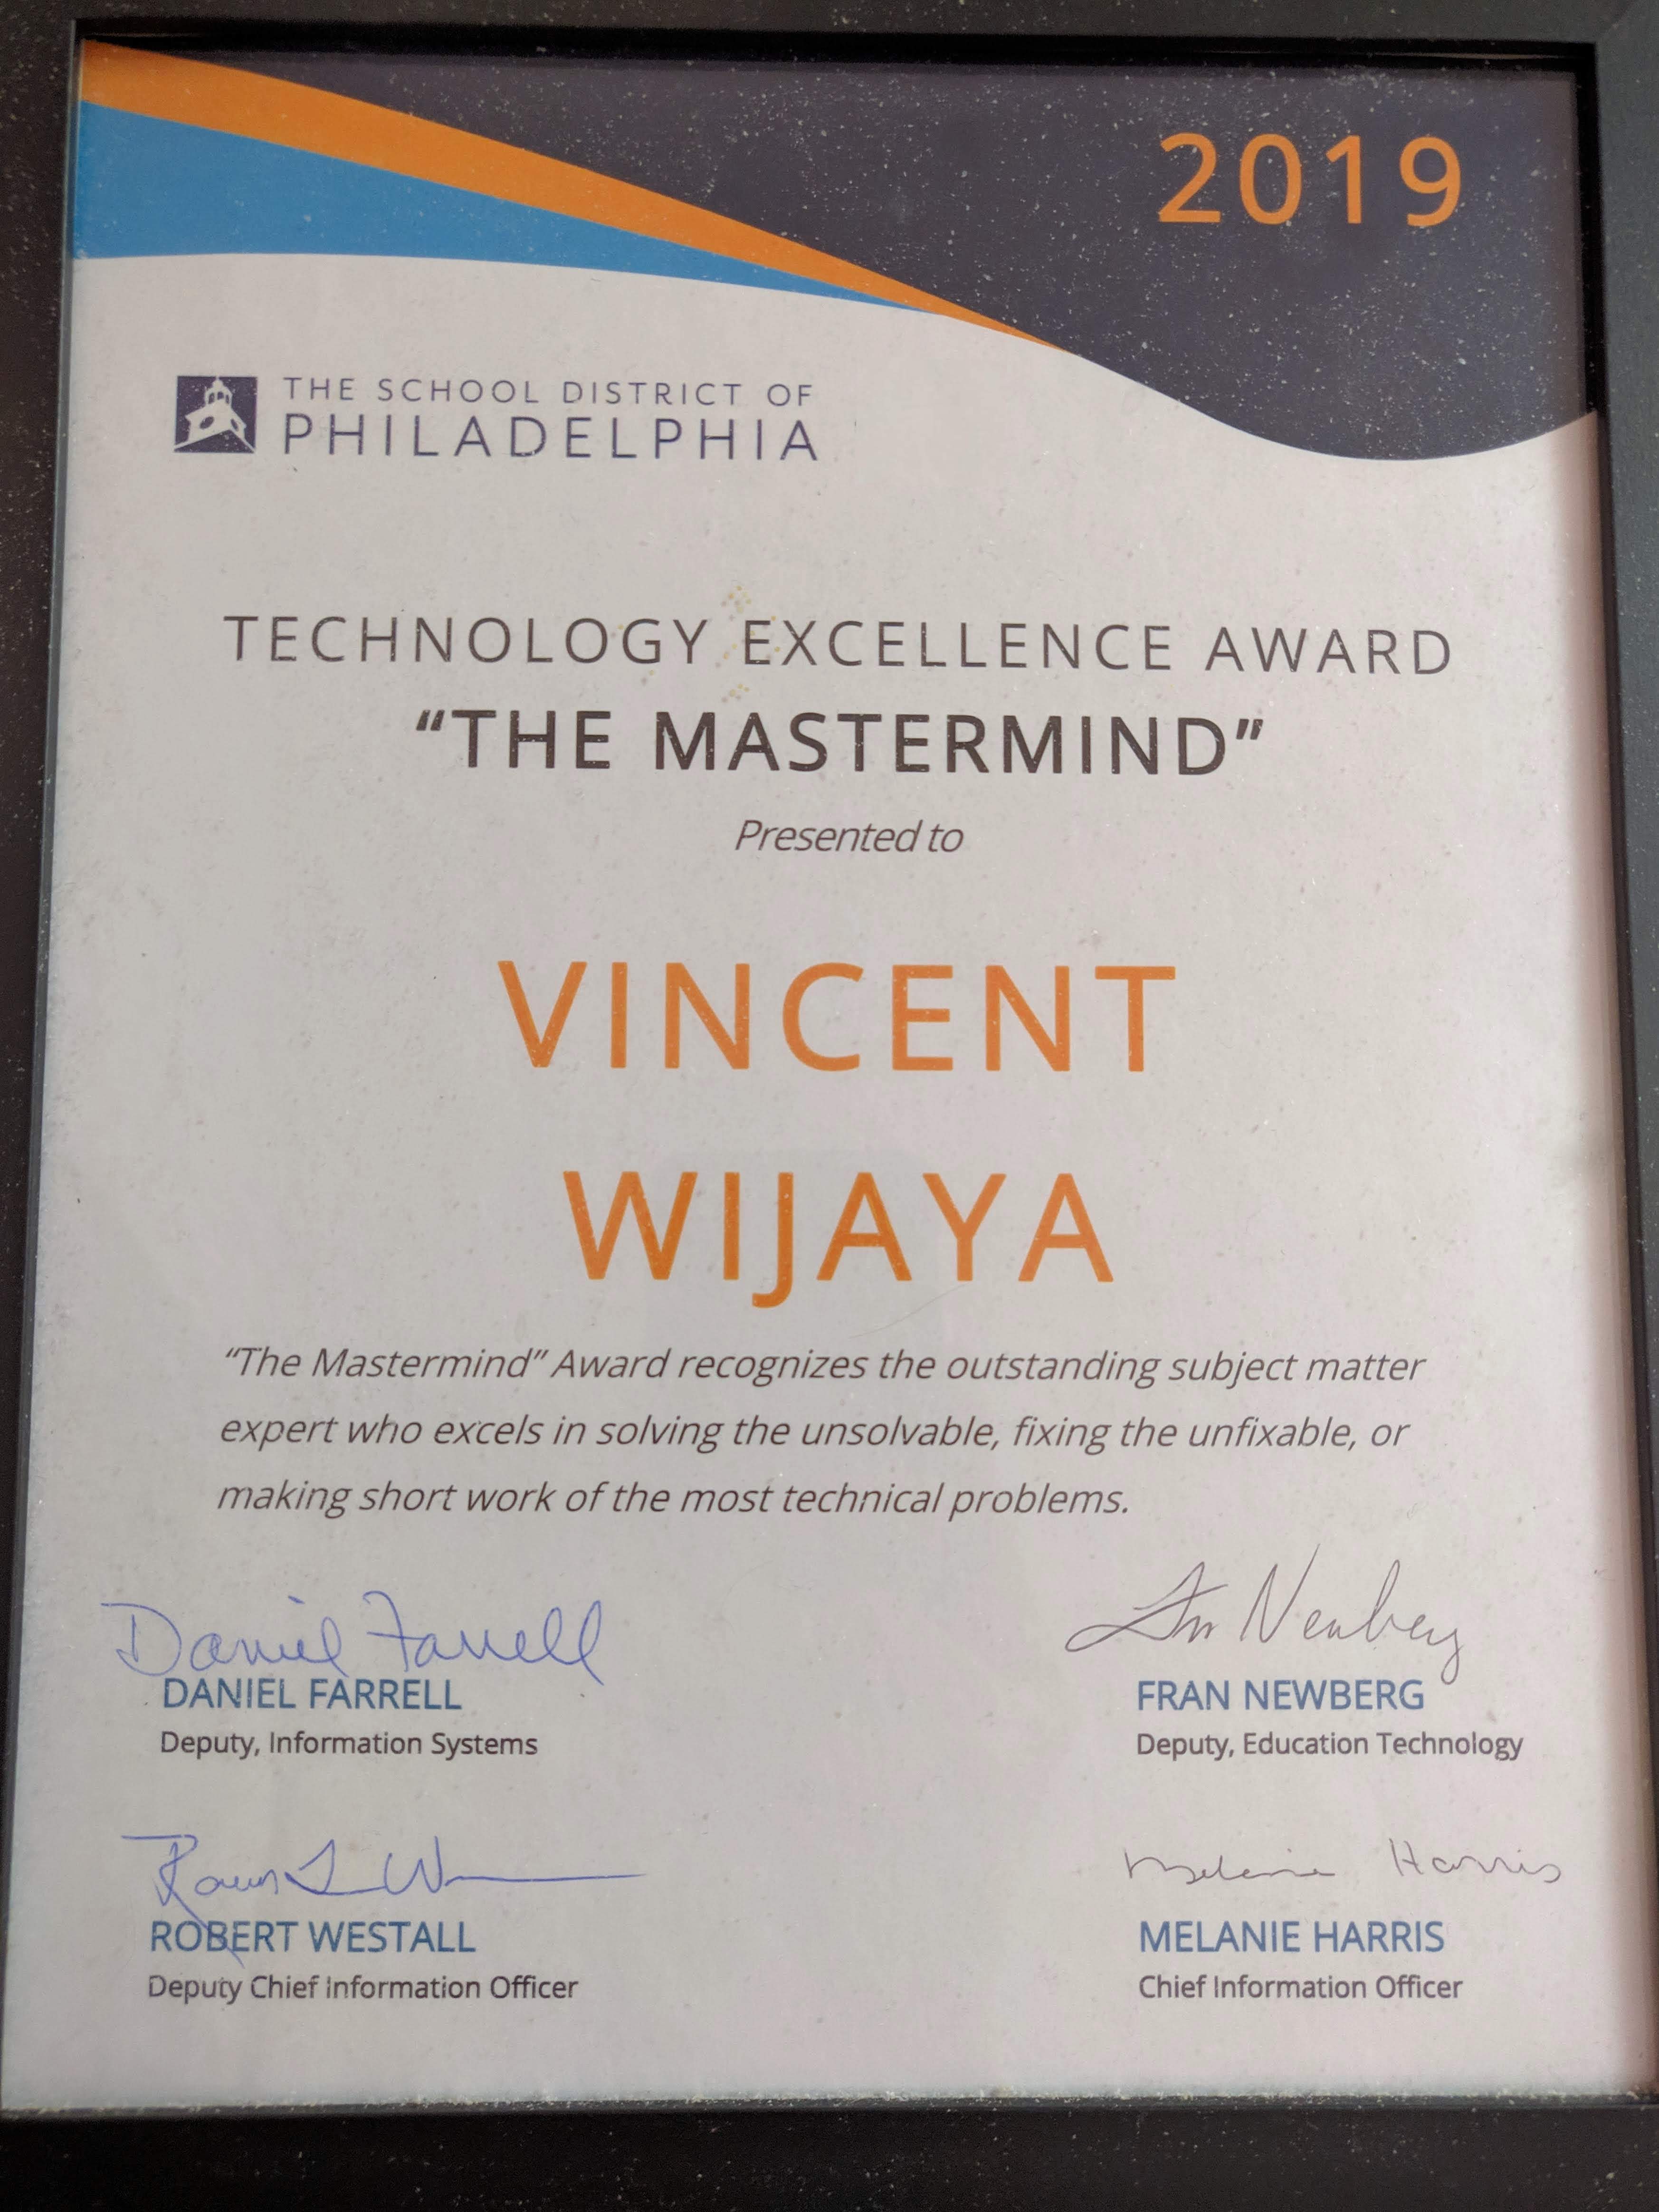 2019
THE SCHOOL DISTRICT OF
PHILADELPHIA
TECHNOLOGY EXCELLENCE AWARD
“THE MASTERMIND”
Presented to
VINCENT
WIJAYA
“The Mastermind” Award recognizes the outstanding subject matter
expert who excels in solving the unsolvable, fixing the unfixable, or
making short work of the most technical problems.
Daniel Farrell
DANIEL FARRELL
Deputy, Information Systems
Fran Newberg
FRAN NEWBERG
Deputy, Education Technology
ROBERT WESTALL
Deputy Chief Information Officer
Melanie Harris
MELANIE HARRIS
Chief Information Officer